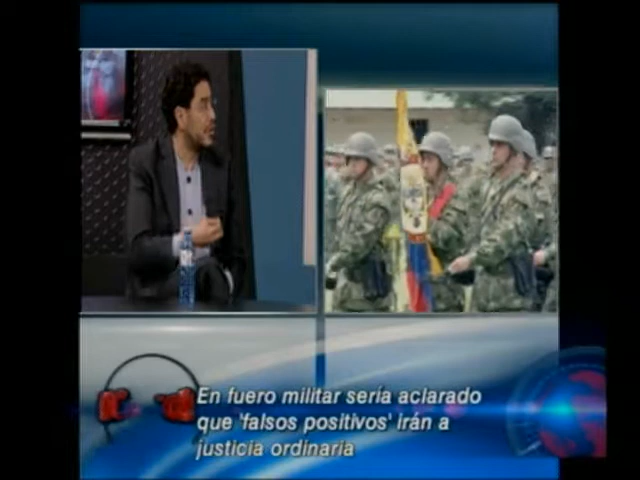 En fuero militar sería aclarado
que 'falsos positivos' irán a
justicia ordinaria